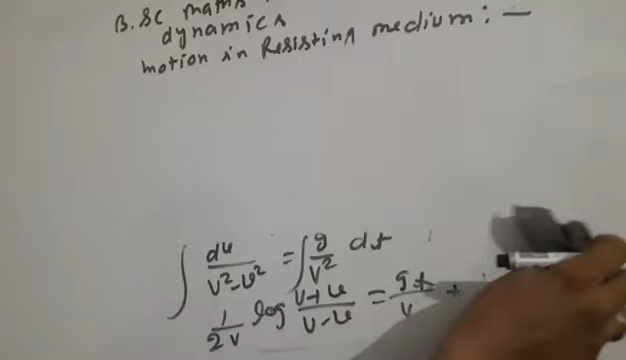 B.SC maths
dynamics
motion in Resisting medium: —
∫ du/(V²-u²) = ∫ g/V² dt
1/2V log (V+u)/(V-u) = gt/V +